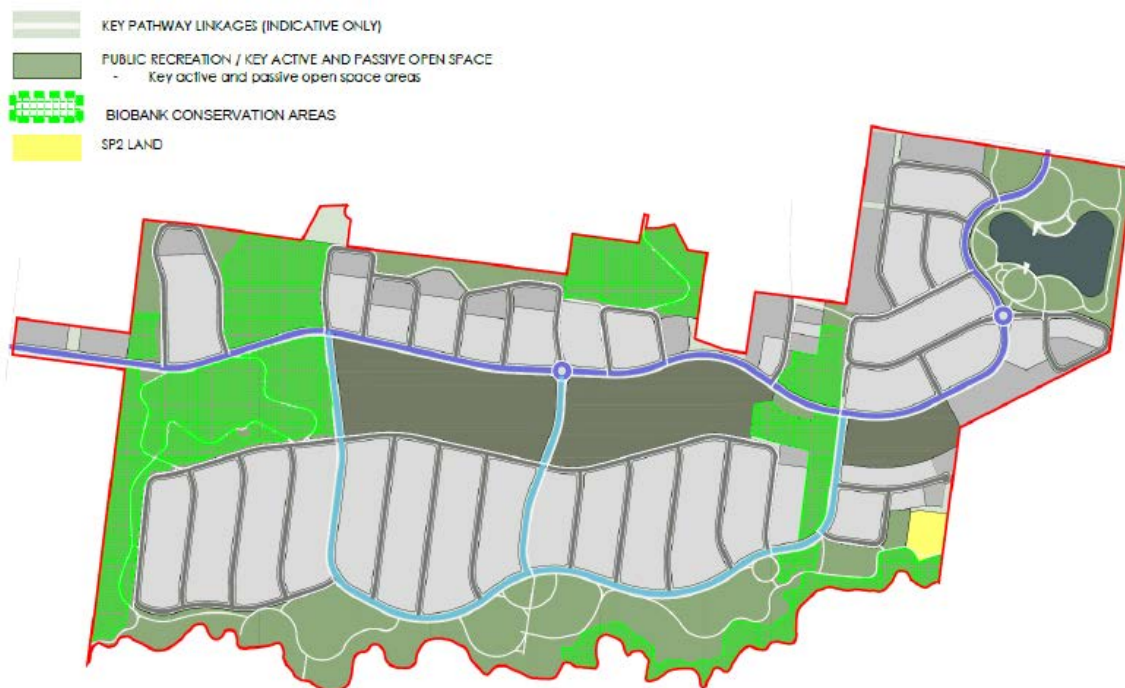 KEY PATHWAY LINKAGES (INDICATIVE ONLY)
PUBLIC RECREATION / KEY ACTIVE AND PASSIVE OPEN SPACE
- Key active and passive open space areas
BIOBANK CONSERVATION AREAS
SP2 LAND